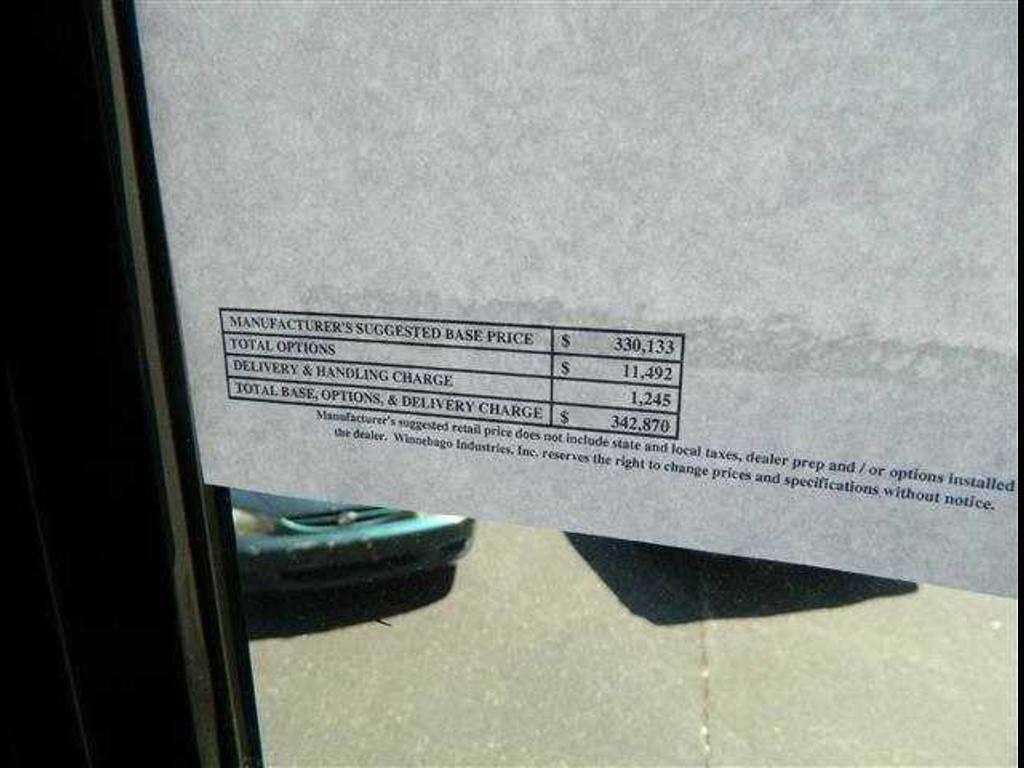 MANUFACTURER'S SUGGESTED BASE PRICE $ 330,133
TOTAL OPTIONS $ 11,492
DELIVERY & HANDLING CHARGE 1,245
TOTAL BASE, OPTIONS, & DELIVERY CHARGE $ 342,870
Manufacturer's suggested retail price does not include state and local taxes, dealer prep and / or options installed
the dealer. Winnebago Industries, Inc. reserves the right to change prices and specifications without notice.